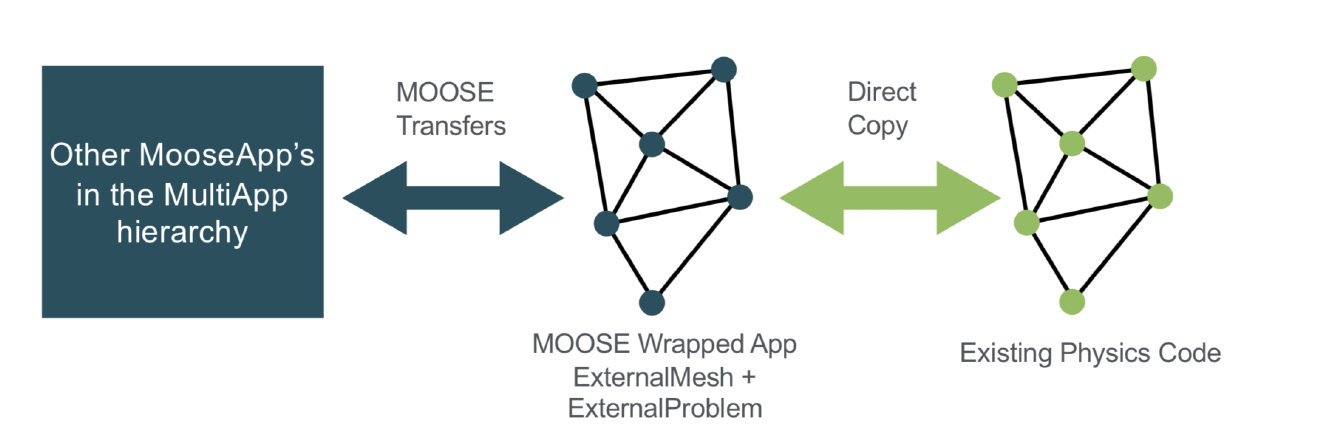 Other MooseApp's
in the MultiApp
hierarchy
MOOSE
Transfers
Direct
Copy
MOOSE Wrapped App
ExternalMesh +
ExternalProblem
Existing Physics Code